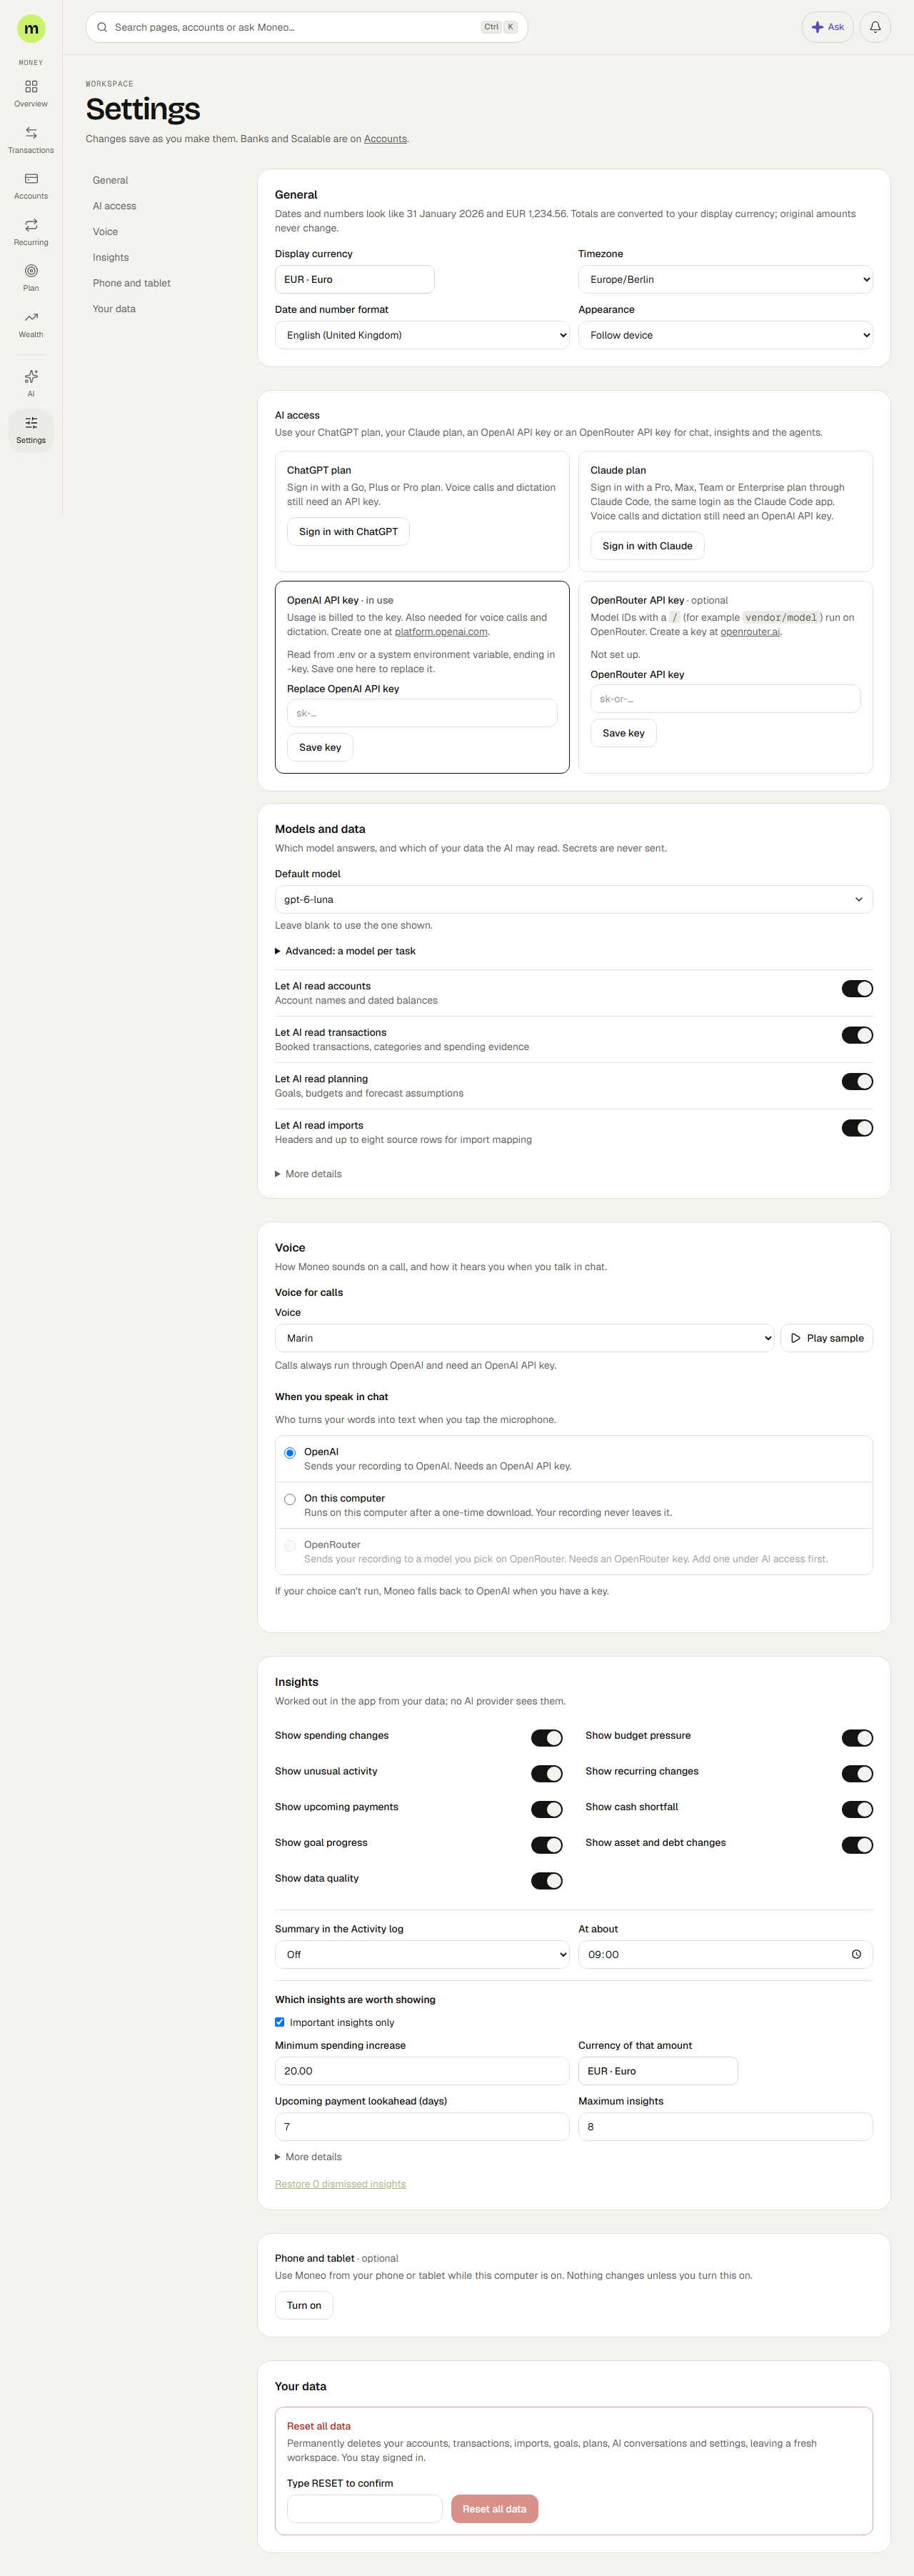 m
Search pages, accounts or ask Moneo...
Ctrl K
Ask
MONEY
Overview
Transactions
Accounts
Recurring
Plan
Wealth
AI
Settings
WORKSPACE
Settings
Changes save as you make them. Banks and Scalable are on Accounts.
General
AI access
Voice
Insights
Phone and tablet
Your data
General
Dates and numbers look like 31 January 2026 and EUR 1,234.56. Totals are converted to your display currency; original amounts
never change.
Display currency
EUR · Euro
Timezone
Europe/Berlin
Date and number format
English (United Kingdom)
Appearance
Follow device
AI access
Use your ChatGPT plan, your Claude plan, an OpenAI API key or an OpenRouter API key for chat, insights and the agents.
ChatGPT plan
Sign in with a Go, Plus or Pro plan. Voice calls and dictation
still need an API key.
Sign in with ChatGPT
Claude plan
Sign in with a Pro, Max, Team or Enterprise plan through
Claude Code, the same login as the Claude Code app.
Voice calls and dictation still need an OpenAI API key.
Sign in with Claude
OpenAI API key · in use
Usage is billed to the key. Also needed for voice calls and
dictation. Create one at platform.openai.com.
Read from .env or a system environment variable, ending in
-key. Save one here to replace it.
Replace OpenAI API key
sk-...
Save key
OpenRouter API key · optional
Model IDs with a / (for example vendor/model) run on
OpenRouter. Create a key at openrouter.ai.
Not set up.
OpenRouter API key
sk-or-...
Save key
Models and data
Which model answers, and which of your data the AI may read. Secrets are never sent.
Default model
gpt-6-luna
Leave blank to use the one shown.
Advanced: a model per task
Let AI read accounts
Account names and dated balances
Let AI read transactions
Booked transactions, categories and spending evidence
Let AI read planning
Goals, budgets and forecast assumptions
Let AI read imports
Headers and up to eight source rows for import mapping
More details
Voice
How Moneo sounds on a call, and how it hears you when you talk in chat.
Voice for calls
Voice
Marin
Play sample
Calls always run through OpenAI and need an OpenAI API key.
When you speak in chat
Who turns your words into text when you tap the microphone.
OpenAI
Sends your recording to OpenAI. Needs an OpenAI API key.
On this computer
Runs on this computer after a one-time download. Your recording never leaves it.
OpenRouter
Sends your recording to a model you pick on OpenRouter. Needs an OpenRouter key. Add one under AI access first.
If your choice can't run, Moneo falls back to OpenAI when you have a key.
Insights
Worked out in the app from your data; no AI provider sees them.
Show spending changes
Show budget pressure
Show unusual activity
Show recurring changes
Show upcoming payments
Show cash shortfall
Show goal progress
Show asset and debt changes
Show data quality
Summary in the Activity log
Off
At about
09:00
Which insights are worth showing
Important insights only
Minimum spending increase
20.00
Currency of that amount
EUR · Euro
Upcoming payment lookahead (days)
7
Maximum insights
8
More details
Restore 0 dismissed insights
Phone and tablet · optional
Use Moneo from your phone or tablet while this computer is on. Nothing changes unless you turn this on.
Turn on
Your data
Reset all data
Permanently deletes your accounts, transactions, imports, goals, plans, AI conversations and settings, leaving a fresh
workspace. You stay signed in.
Type RESET to confirm
Reset all data